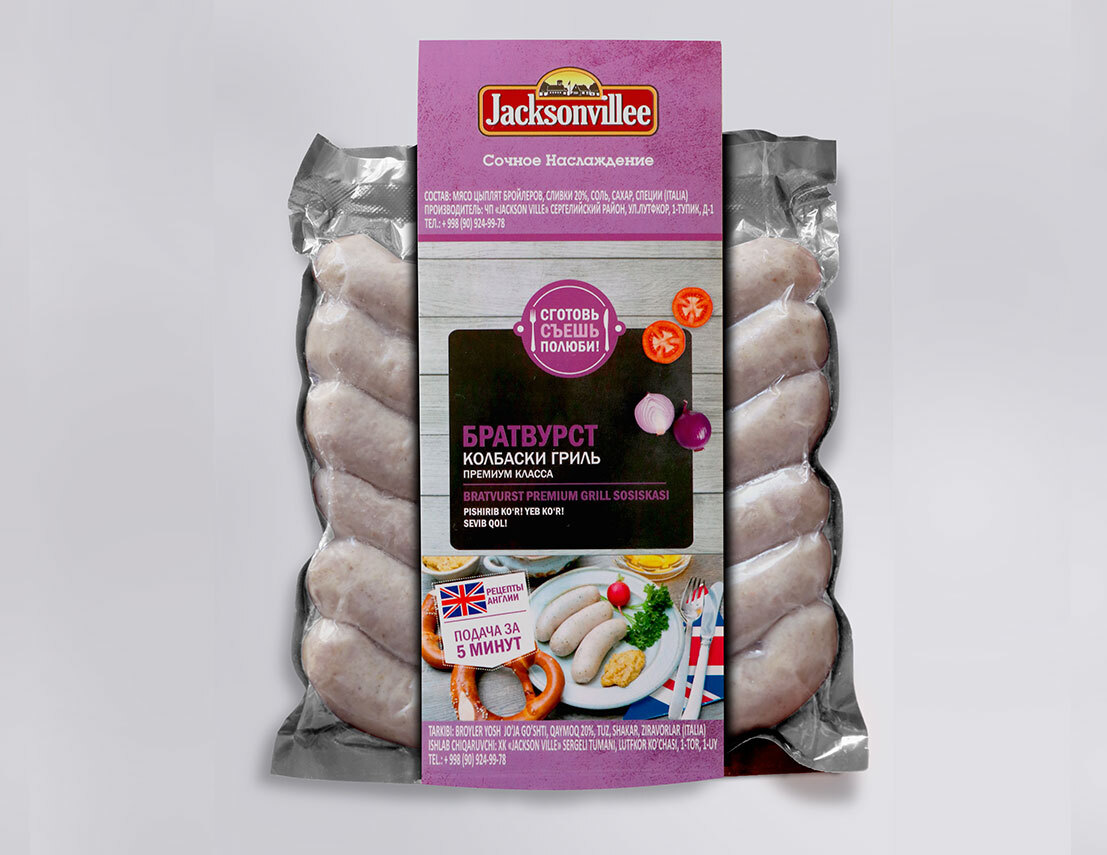 Jacksonvillee
Сочное Наслаждение
СОСТАВ: МЯСО ЦЫПЛЯТ БРОЙЛЕРОВ, СЛИВКИ 20%, СОЛЬ, САХАР, СПЕЦИИ (ITALIA)
ПРОИЗВОДИТЕЛЬ: ЧП «JACKSON VILLE» СЕРГЕЛИЙСКИЙ РАЙОН, УЛ.ЛУТФКОР, 1-ТУПИК, Д-1
ТЕЛ.: + 998 (90) 924-99-78
СГОТОВЬ
СЪЕШЬ
ПОЛЮБИ!
БРАТВУРСТ
КОЛБАСКИ ГРИЛЬ
ПРЕМИУМ КЛАССА
BRATVURST PREMIUM GRILL SOSISKASI
PISHIRIB KO'R! YEB KO'R!
SEVIB QOL!
РЕЦЕПТЫ
АНГЛИИ
ПОДАЧА ЗА
5 МИНУТ
TARKIBI: BROYLER YOSH JO'JA GO'SHTI, QAYMOQ 20%, TUZ, SHAKAR, ZIRAVORLAR (ITALIA)
ISHLAB CHIQARUVCHI: XK «JACKSON VILLE» SERGELI TUMANI, LUTFKOR KO'CHASI, 1-TOR, 1-UY
TEL.: + 998 (90) 924-99-78